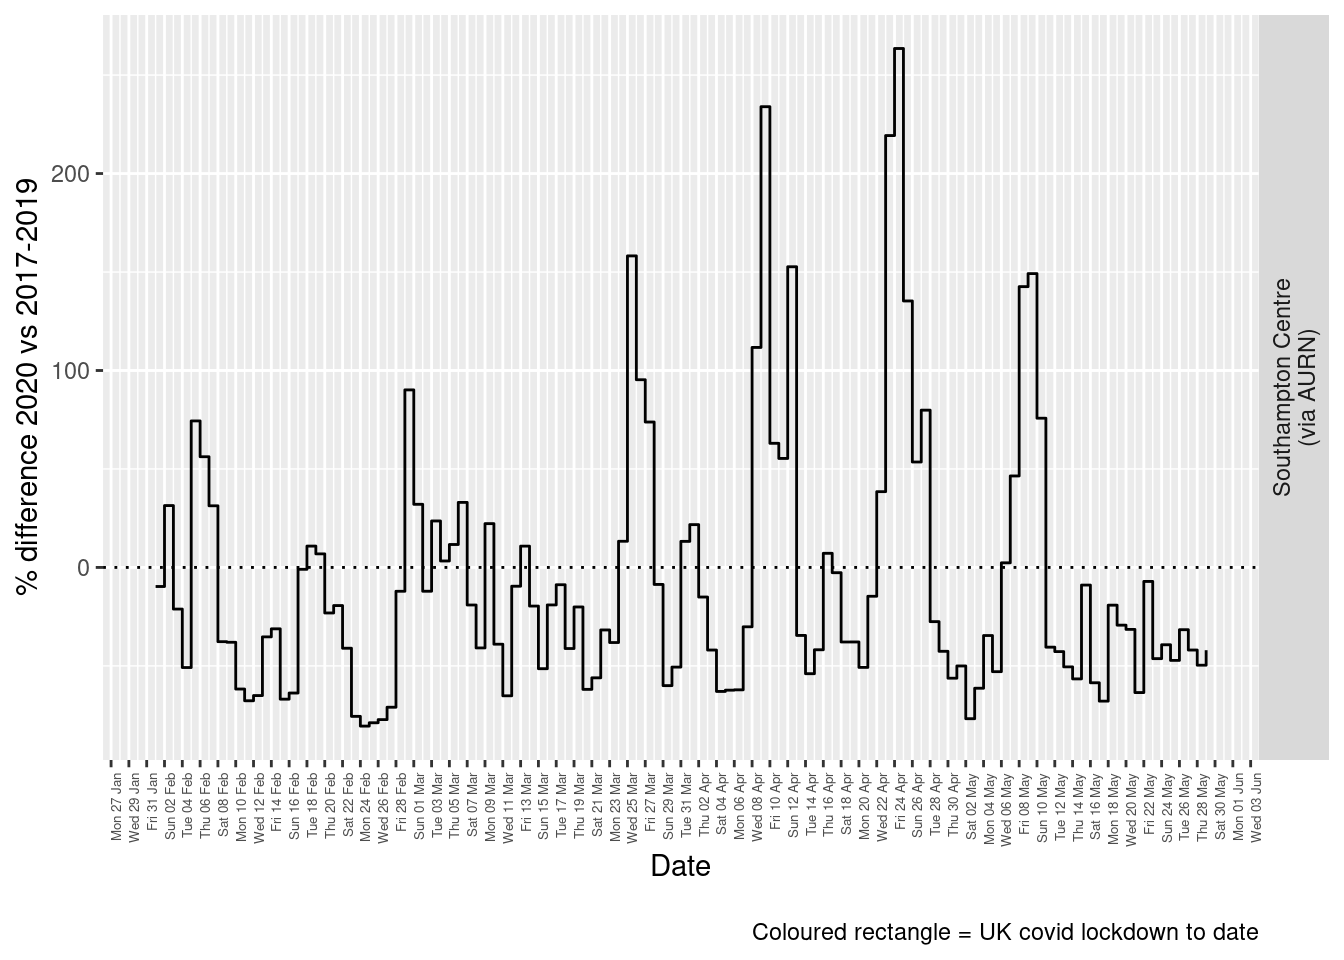 % difference 2020 vs 2017-2019
200
100
0
Southampton Centre
(via AURN)
Mon 27 Jan
Wed 29 Jan
Fri 31 Jan
Sun 02 Feb
Tue 04 Feb
Thu 06 Feb
Sat 08 Feb
Mon 10 Feb
Wed 12 Feb
Fri 14 Feb
Sun 16 Feb
Tue 18 Feb
Thu 20 Feb
Sat 22 Feb
Mon 24 Feb
Wed 26 Feb
Fri 28 Feb
Sun 01 Mar
Tue 03 Mar
Thu 05 Mar
Sat 07 Mar
Mon 09 Mar
Wed 11 Mar
Fri 13 Mar
Sun 15 Mar
Tue 17 Mar
Thu 19 Mar
Sat 21 Mar
Mon 23 Mar
Wed 25 Mar
Fri 27 Mar
Sun 29 Mar
Tue 31 Mar
Thu 02 Apr
Sat 04 Apr
Mon 06 Apr
Wed 08 Apr
Fri 10 Apr
Sun 12 Apr
Tue 14 Apr
Thu 16 Apr
Sat 18 Apr
Mon 20 Apr
Wed 22 Apr
Fri 24 Apr
Sun 26 Apr
Tue 28 Apr
Thu 30 Apr
Sat 02 May
Mon 04 May
Wed 06 May
Fri 08 May
Sun 10 May
Tue 12 May
Thu 14 May
Sat 16 May
Mon 18 May
Wed 20 May
Fri 22 May
Sun 24 May
Tue 26 May
Thu 28 May
Sat 30 May
Mon 01 Jun
Wed 03 Jun
Date
Coloured rectangle = UK covid lockdown to date